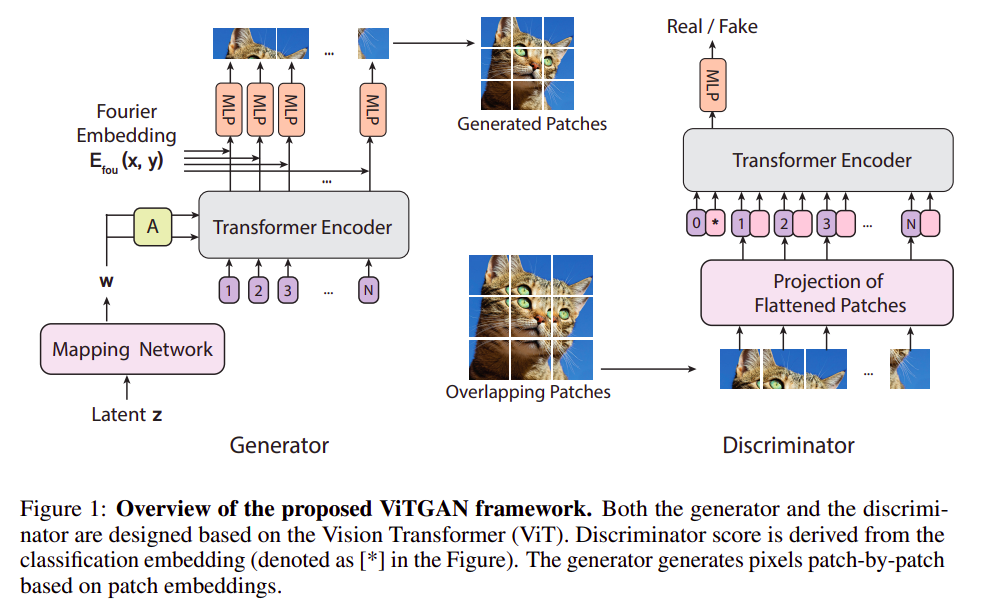 Real / Fake
MLP
MLP
MLP
MLP
...
Generated Patches
Fourier
Embedding
E_fou (x, y)
...
A
Transformer Encoder
w
1
2
3
...
N
Mapping Network
Latent z
Generator
Overlapping Patches
MLP
Transformer Encoder
0
*
1
2
3
...
N
Projection of
Flattened Patches
...
Discriminator
Figure 1: Overview of the proposed ViTGAN framework. Both the generator and the discrimi-
nator are designed based on the Vision Transformer (ViT). Discriminator score is derived from the
classification embedding (denoted as [*] in the Figure). The generator generates pixels patch-by-patch
based on patch embeddings.